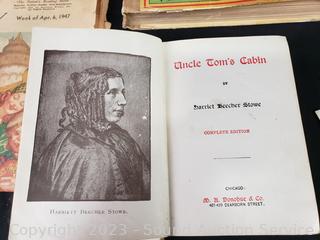 Week of Apr. 6, 1947
Uncle Tom's Cabin
BY
Harriet Beecher Stowe
COMPLETE EDITION
CHICAGO:
M. A. Donohue & Co.
407-429 DEARBORN STREET.
HARRIET BEECHER STOWE.
Copyright 2023 -